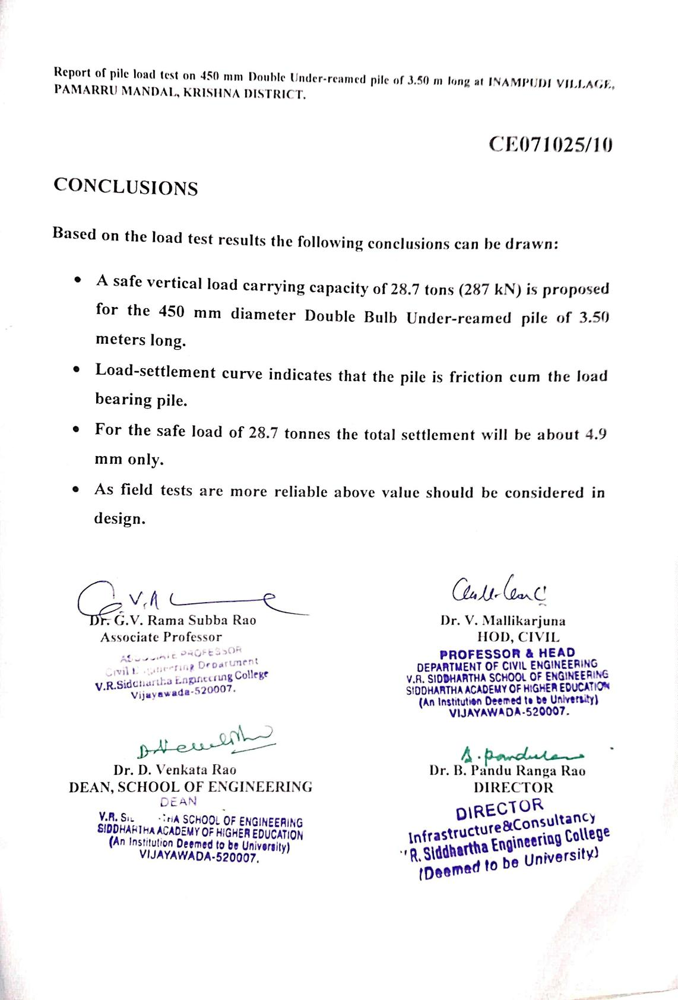 Report of pile load test on 450 mm Double Under-reamed pile of 3.50 m long at INAMPUDI VILLAGE,
PAMARRU MANDAL, KRISHNA DISTRICT.
CE071025/10
CONCLUSIONS
Based on the load test results the following conclusions can be drawn:
• A safe vertical load carrying capacity of 28.7 tons (287 kN) is proposed
for the 450 mm diameter Double Bulb Under-reamed pile of 3.50
meters long.
• Load-settlement curve indicates that the pile is friction cum the load
bearing pile.
• For the safe load of 28.7 tonnes the total settlement will be about 4.9
mm only.
• As field tests are more reliable above value should be considered in
design.
Dr. G.V. Rama Subba Rao
Associate Professor
ASSOCIATE PROFESSOR
Civil Engineering Department
V.R.Siddhartha Engineering College
Vijayawada-520007.
Dr. V. Mallikarjuna
HOD, CIVIL
PROFESSOR & HEAD
DEPARTMENT OF CIVIL ENGINEERING
V.R. SIDDHARTHA SCHOOL OF ENGINEERING
SIDDHARTHA ACADEMY OF HIGHER EDUCATION
(An Institution Deemed to be University)
VIJAYAWADA-520007.
Dr. D. Venkata Rao
DEAN, SCHOOL OF ENGINEERING
DEAN
V.R. SCHOOL OF ENGINEERING
SIDDHARTHA ACADEMY OF HIGHER EDUCATION
(An Institution Deemed to be University)
VIJAYAWADA-520007.
B. Pandu
Dr. B. Pandu Ranga Rao
DIRECTOR
DIRECTOR
Infrastructure&Consultancy
R. Siddhartha Engineering College
(Deemed to be University)